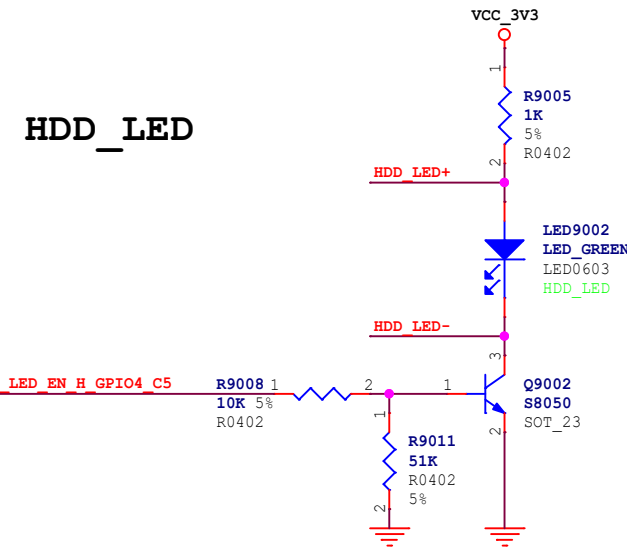 VCC_3V3
1
R9005
1K
5%
R0402
2
HDD_LED
HDD_LED+
LED9002
LED_GREEN
LED0603
HDD_LED
HDD_LED-
3
_LED_EN_H_GPIO4_C5
R9008 1
10K 5%
R0402
2
1
Q9002
S8050
SOT_23
2
1
R9011
51K
R0402
5%
2